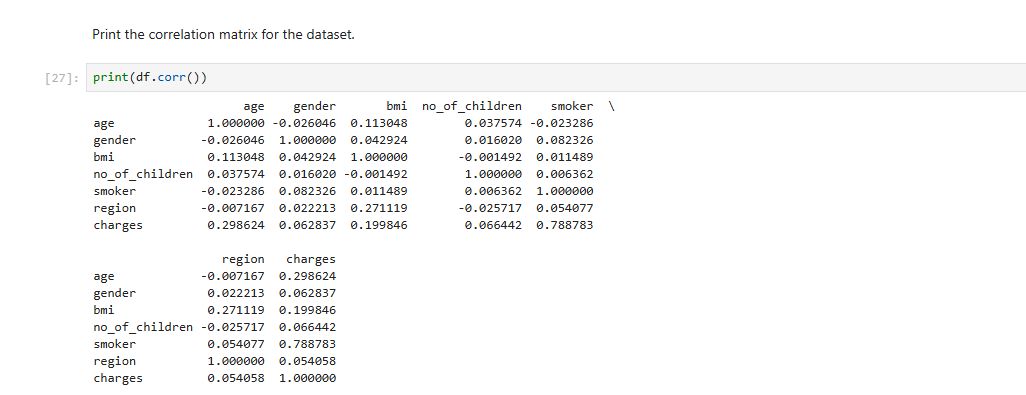 Print the correlation matrix for the dataset.
[27]: print(df.corr())
age gender bmi no_of_children smoker \
age 1.000000 -0.026046 0.113048 0.037574 -0.023286
gender -0.026046 1.000000 0.042924 0.016020 0.082326
bmi 0.113048 0.042924 1.000000 -0.001492 0.011489
no_of_children 0.037574 0.016020 -0.001492 1.000000 0.006362
smoker -0.023286 0.082326 0.011489 0.006362 1.000000
region -0.007167 0.022213 0.271119 -0.025717 0.054077
charges 0.298624 0.062837 0.199846 0.066442 0.788783
region charges
age -0.007167 0.298624
gender 0.022213 0.062837
bmi 0.271119 0.199846
no_of_children -0.025717 0.066442
smoker 0.054077 0.788783
region 1.000000 0.054058
charges 0.054058 1.000000